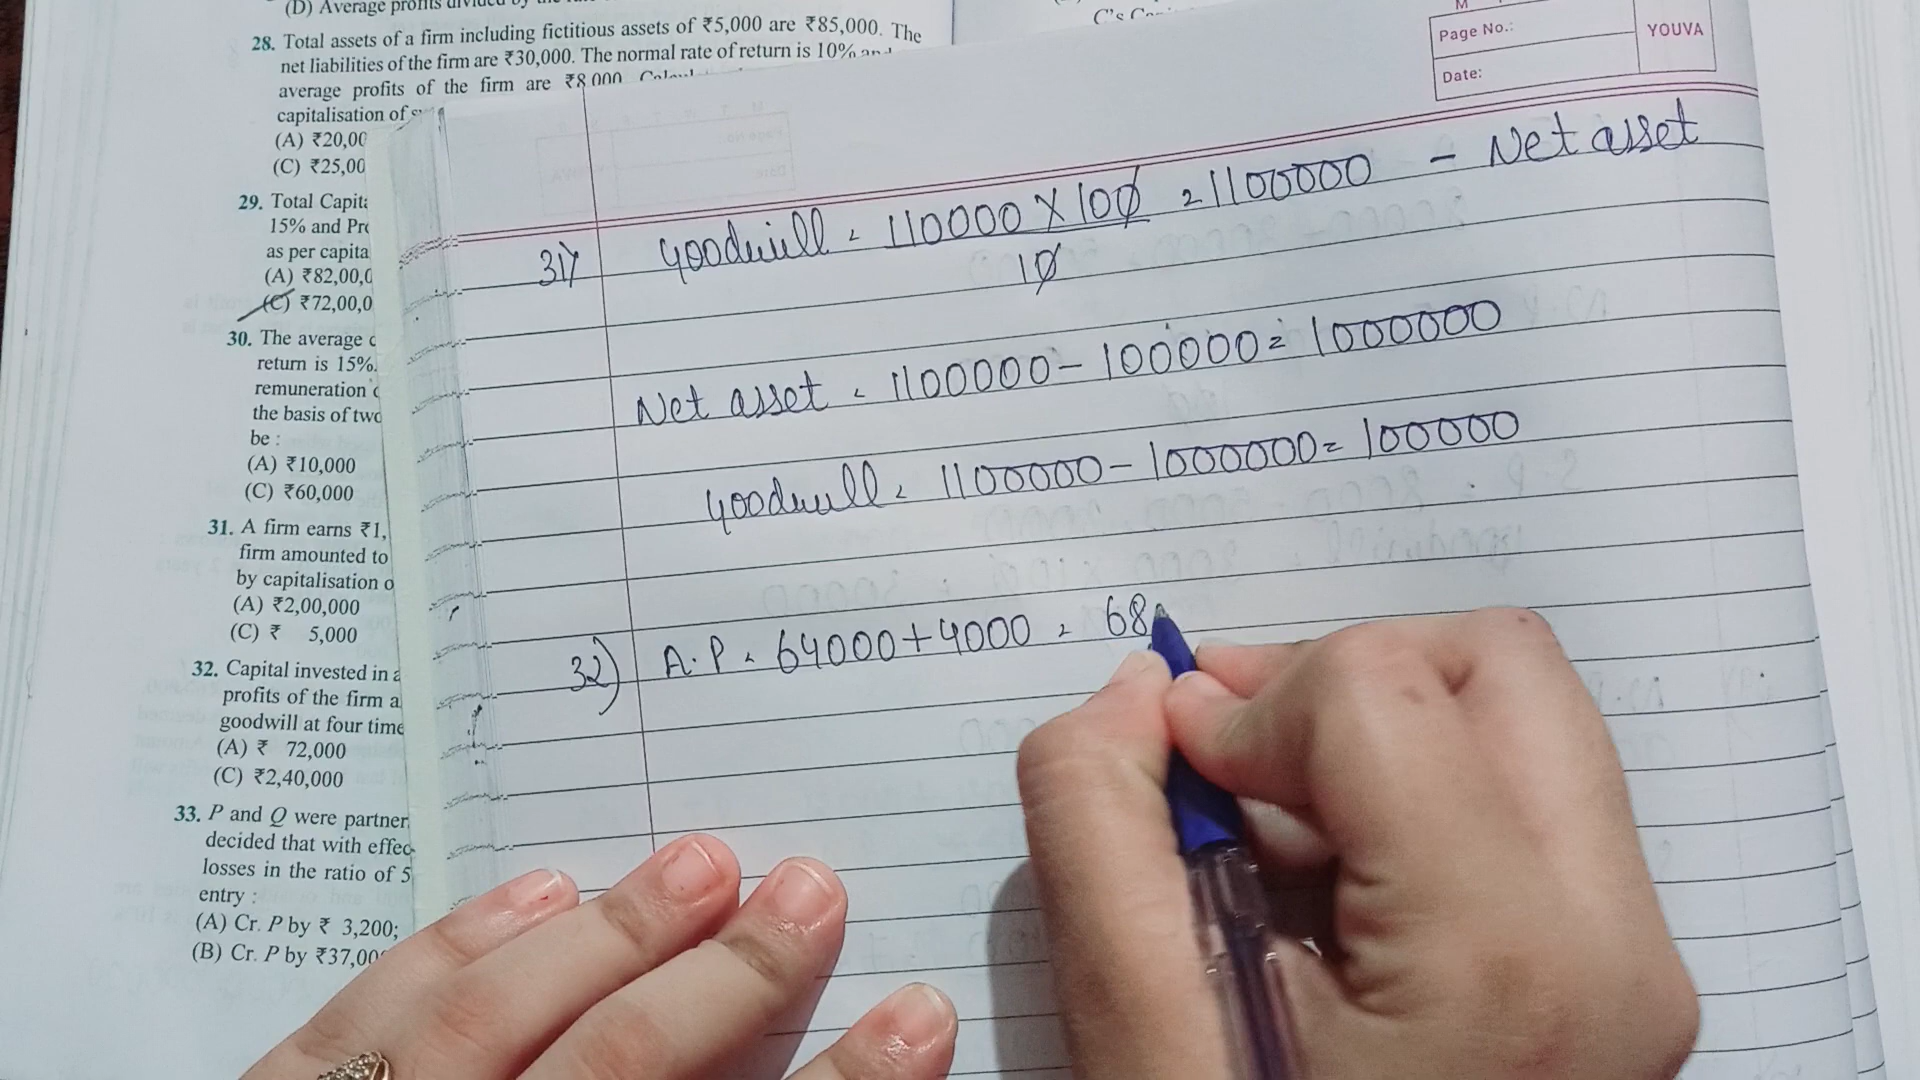 (D) Average profits divided by the
28. Total assets of a firm including fictitious assets of ₹5,000 are ₹85,000. The
net liabilities of the firm are ₹30,000. The normal rate of return is 10% and
average profits of the firm are ₹8,000.
capitalisation of
(A) ₹20,00
(C) ₹25,00
29. Total Capita
15% and Pr
as per capita
(A) ₹82,00,0
(C) ₹72,00,0
30. The average c
return is 15%.
remuneration
the basis of two
be :
(A) ₹10,000
(C) ₹60,000
31. A firm earns ₹1,
firm amounted to
by capitalisation o
(A) ₹2,00,000
(C) ₹ 5,000
32. Capital invested in a
profits of the firm a
goodwill at four time
(A) ₹ 72,000
(C) ₹2,40,000
33. P and Q were partner
decided that with effec
losses in the ratio of 5
entry :
(A) Cr. P by ₹ 3,200;
(B) Cr. P by ₹37,00
C's
Page No.:
Date:
YOUVA
31) Goodwill = 110000 X 100 = 1100000 - Net asset
10
Net asset = 1100000 - 100000 = 1000000
Goodwill = 1100000 - 1000000 = 100000
32) A.P = 64000 + 4000 = 68